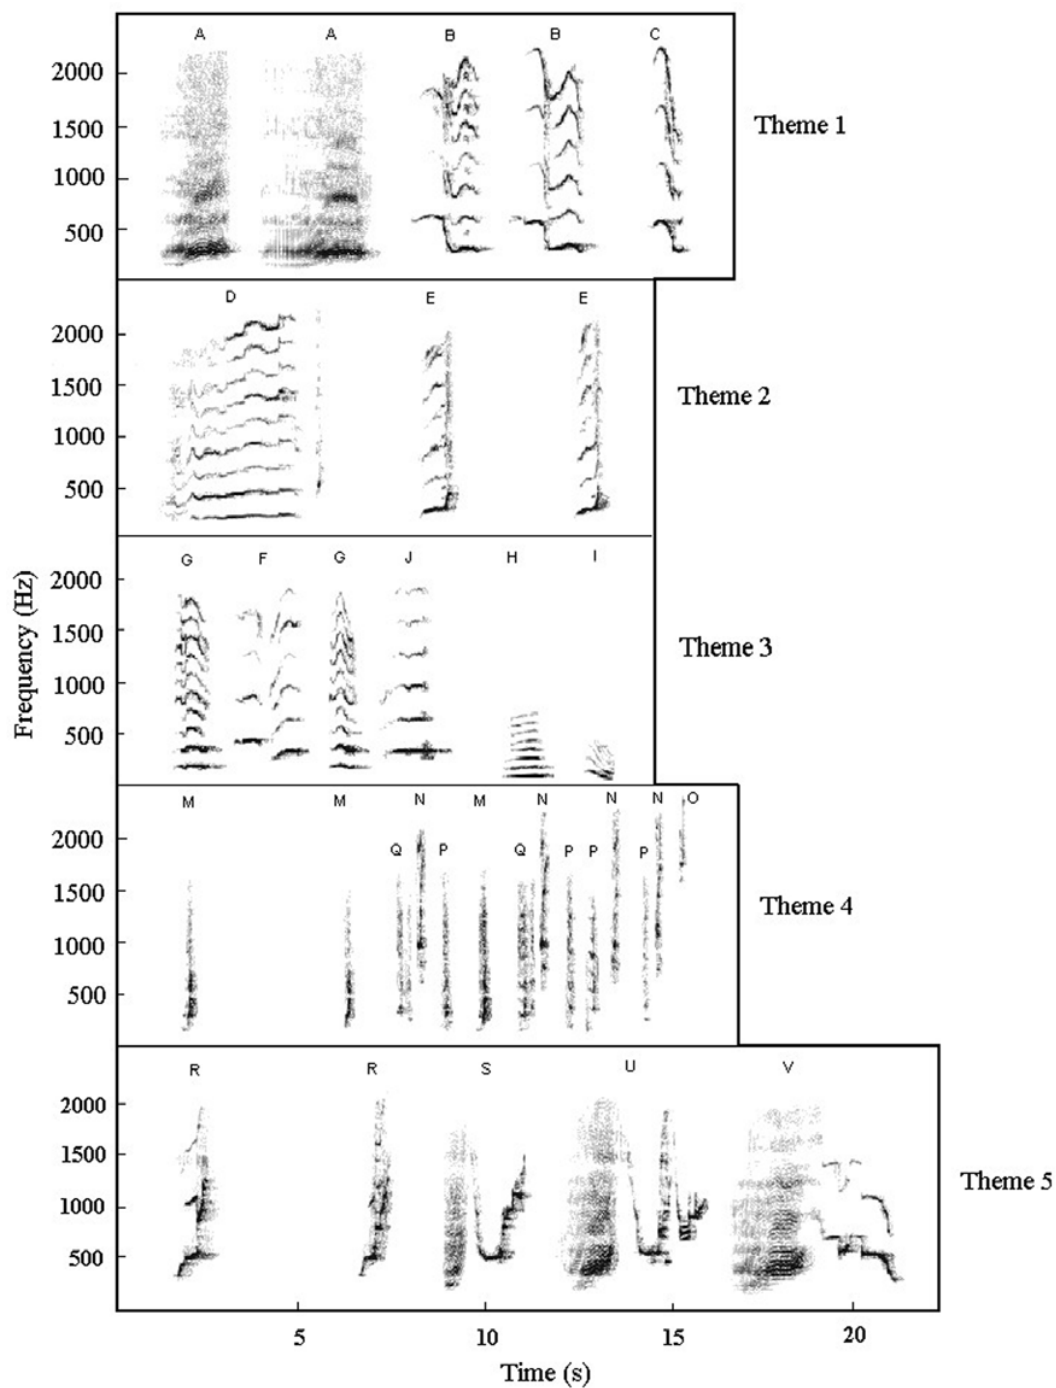 A A B B C
2000
1500
1000
500
Theme 1
D E E
2000
1500
1000
500
Theme 2
G F G J H I
2000
1500
1000
500
Theme 3
Frequency (Hz)
M M N M N N N O
Q P Q P P P
2000
1500
1000
500
Theme 4
R R S U V
2000
1500
1000
500
Theme 5
5 10 15 20
Time (s)